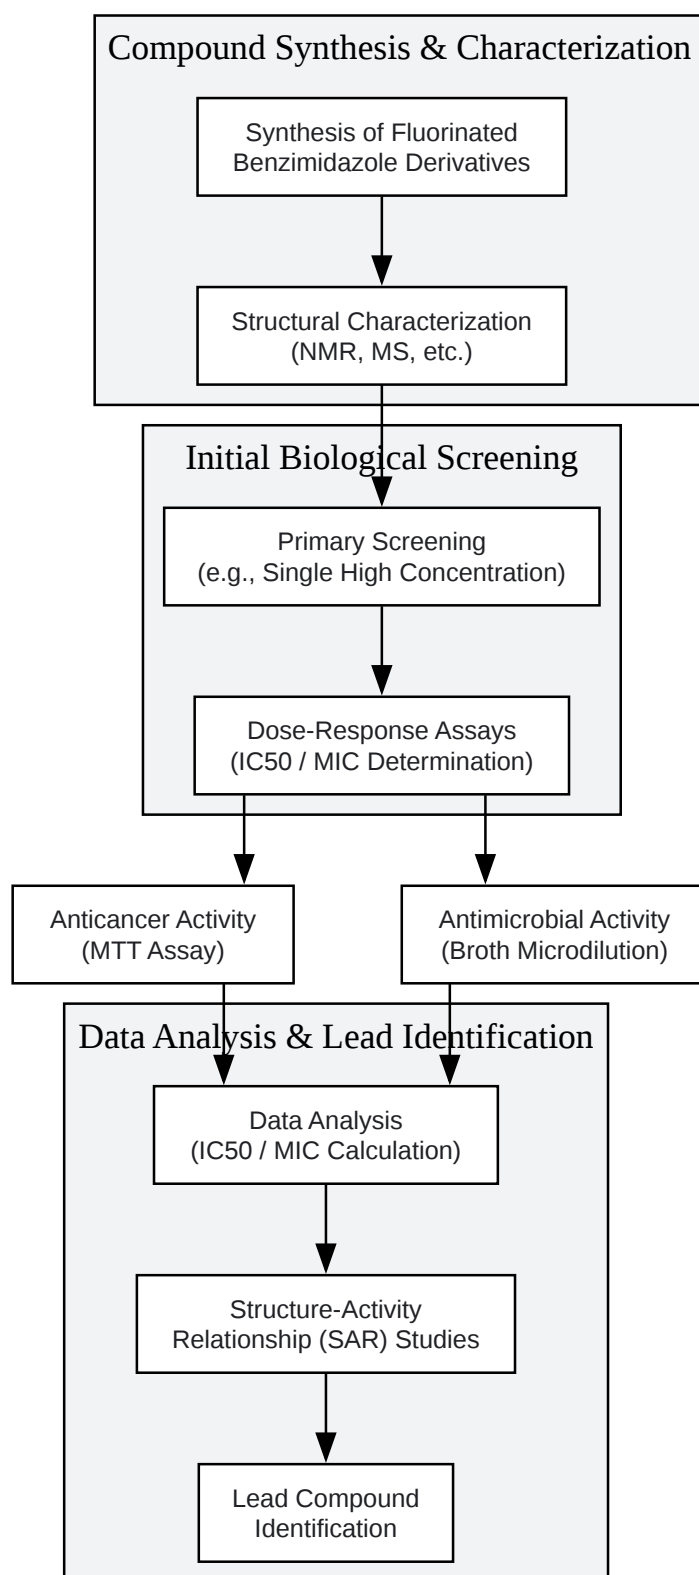 Compound Synthesis & Characterization
Synthesis of Fluorinated
Benzimidazole Derivatives
Structural Characterization
(NMR, MS, etc.)
Initial Biological Screening
Primary Screening
(e.g., Single High Concentration)
Dose-Response Assays
(IC50 / MIC Determination)
Anticancer Activity
(MTT Assay)
Antimicrobial Activity
(Broth Microdilution)
Data Analysis & Lead Identification
Data Analysis
(IC50 / MIC Calculation)
Structure-Activity
Relationship (SAR) Studies
Lead Compound
Identification